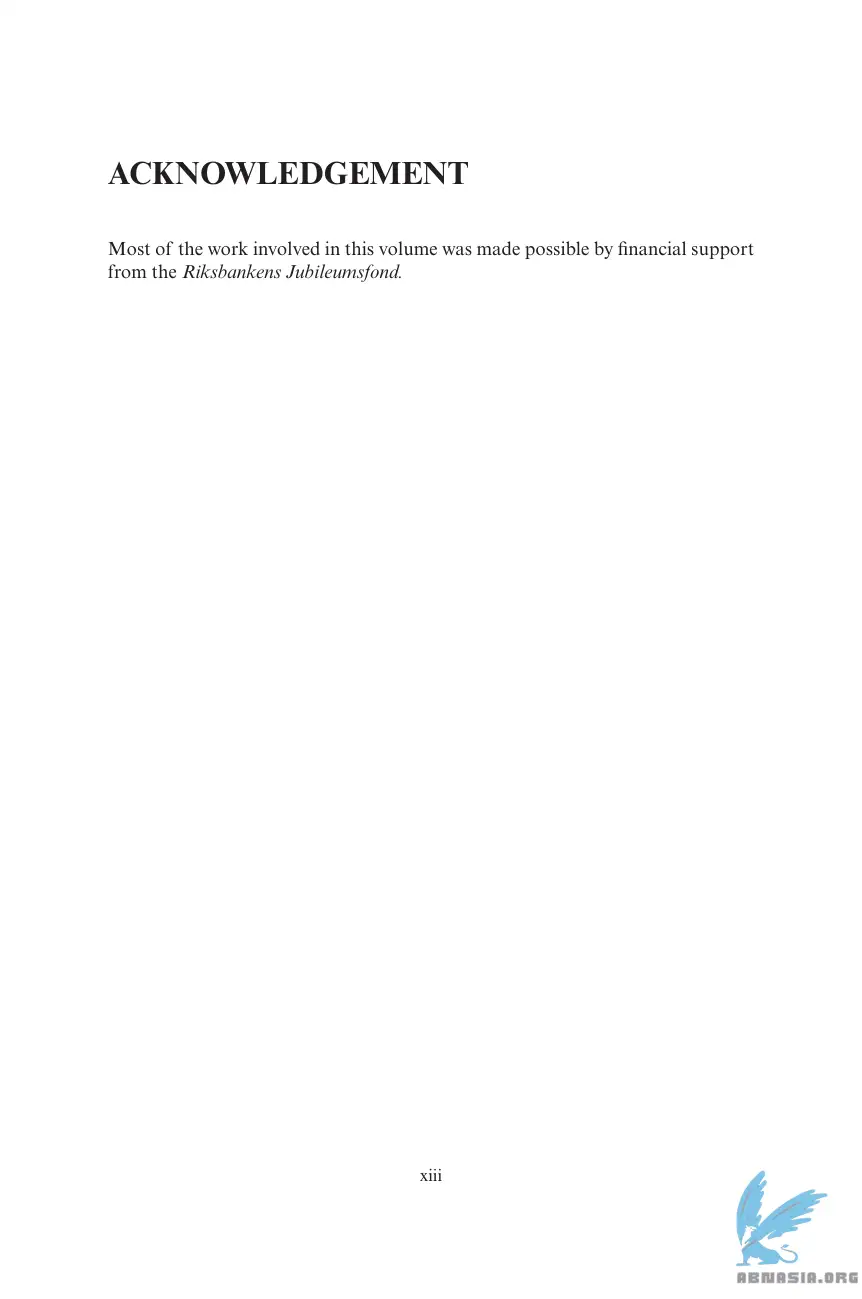 ACKNOWLEDGEMENT
Most of the work involved in this volume was made possible by financial support
from the Riksbankens Jubileumsfond.
xiii
ABNASIA.ORG